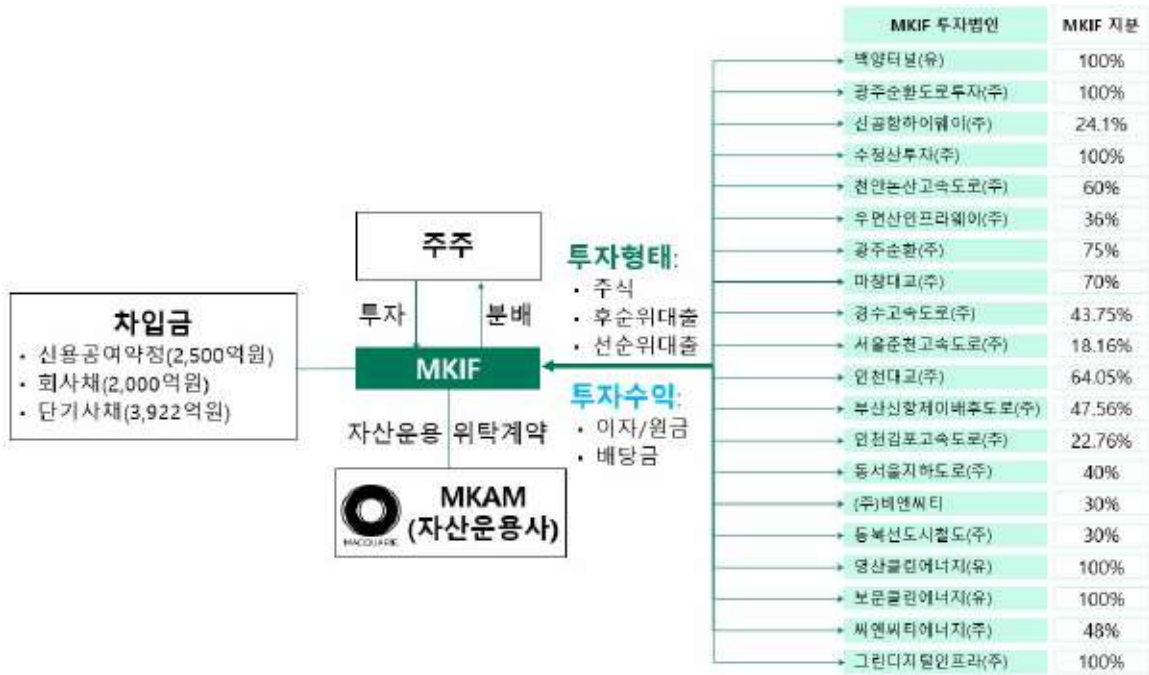 차입금
• 신용공여약정(2,500억원)
• 회사채(2,000억원)
• 단기사채(3,922억원)
주주
투자 분배
MKIF
자산운용 위탁계약
MACQUARIE
MKAM
(자산운용사)
투자형태:
• 주식
• 후순위대출
• 선순위대출
투자수익:
• 이자/원금
• 배당금
MKIF 투자법인 MKIF 지분
백양터널(유) 100%
광주순환도로투자(주) 100%
신공항하이웨이(주) 24.1%
수정산투자(주) 100%
천안논산고속도로(주) 60%
우면산인프라웨이(주) 36%
광주순환(주) 75%
마창대교(주) 70%
경수고속도로(주) 43.75%
서울춘천고속도로(주) 18.16%
인천대교(주) 64.05%
부산신항제이배후도로(주) 47.56%
인천김포고속도로(주) 22.76%
동서울지하도로(주) 40%
(주)비엔씨티 30%
동북선도시철도(주) 30%
영산클린에너지(유) 100%
보문클린에너지(유) 100%
씨엔씨티에너지(주) 48%
그린디지털인프라(주) 100%